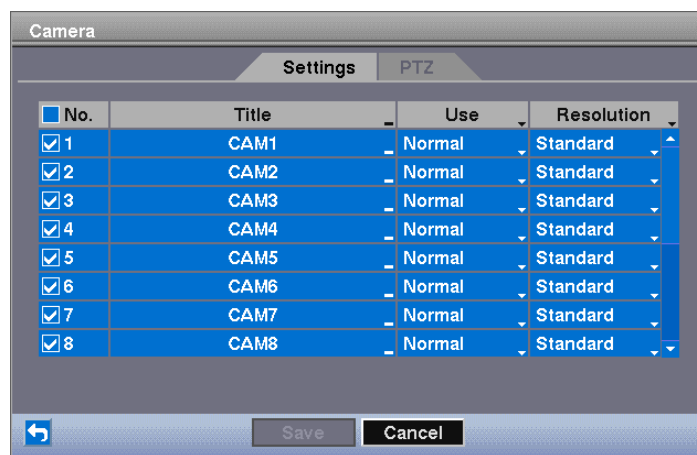 Camera
Settings PTZ
No. Title Use Resolution
1 CAM1 Normal Standard
2 CAM2 Normal Standard
3 CAM3 Normal Standard
4 CAM4 Normal Standard
5 CAM5 Normal Standard
6 CAM6 Normal Standard
7 CAM7 Normal Standard
8 CAM8 Normal Standard
Save Cancel